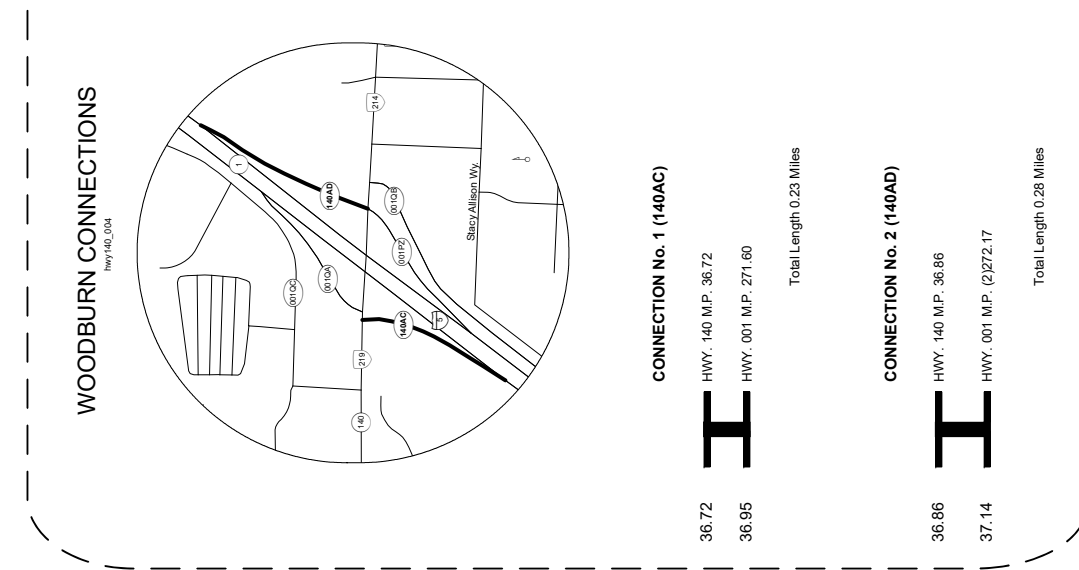 WOODBURN CONNECTIONS
hwy140_004
1
214
140AD
001QB
Stacy Allison Wy.
001PZ
001QA
001QC
5
140AC
219
140
CONNECTION No. 1 (140AC)
36.72 HWY. 140 M.P. 36.72
36.95 HWY. 001 M.P. 271.60
Total Length 0.23 Miles
CONNECTION No. 2 (140AD)
36.86 HWY. 140 M.P. 36.86
37.14 HWY. 001 M.P. (2)272.17
Total Length 0.28 Miles